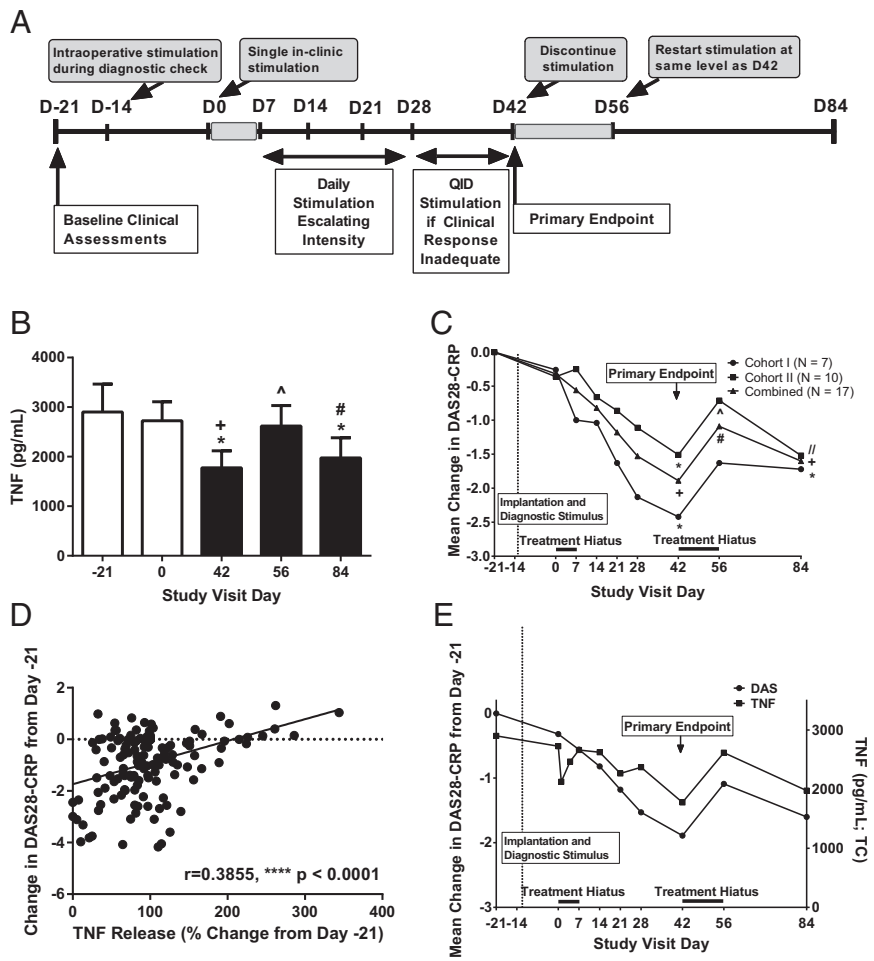 A
Intraoperative stimulation
during diagnostic check
Single in-clinic
stimulation
Discontinue
stimulation
Restart stimulation at
same level as D42
D-21 D-14 D0 D7 D14 D21 D28 D42 D56 D84
Baseline Clinical
Assessments
Daily
Stimulation
Escalating
Intensity
QID
Stimulation
if Clinical
Response
Inadequate
Primary Endpoint
B
TNF (pg/mL)
4000
3000
2000
1000
0
+
*
^
#
*
-21 0 42 56 84
Study Visit Day
C
Mean Change in DAS28-CRP
0.0
-0.5
-1.0
-1.5
-2.0
-2.5
-3.0
Primary Endpoint
Cohort I (N = 7)
Cohort II (N = 10)
Combined (N = 17)
^
#
*
+
*
//
+
*
Implantation and
Diagnostic Stimulus
Treatment Hiatus Treatment Hiatus
-21 -14 0 7 14 21 28 42 56 84
Study Visit Day
D
Change in DAS28-CRP from Day -21
2
0
-2
-4
-6
r=0.3855, **** p < 0.0001
0 100 200 300 400
TNF Release (% Change from Day -21)
E
Mean Change in DAS28-CRP from Day -21
0
-1
-2
-3
DAS
TNF
Primary Endpoint
Implantation and
Diagnostic Stimulus
Treatment Hiatus Treatment Hiatus
-21 -14 0 7 14 21 28 42 56 84
Study Visit Day
3000
2000
1000
0
TNF (pg/mL; TC)